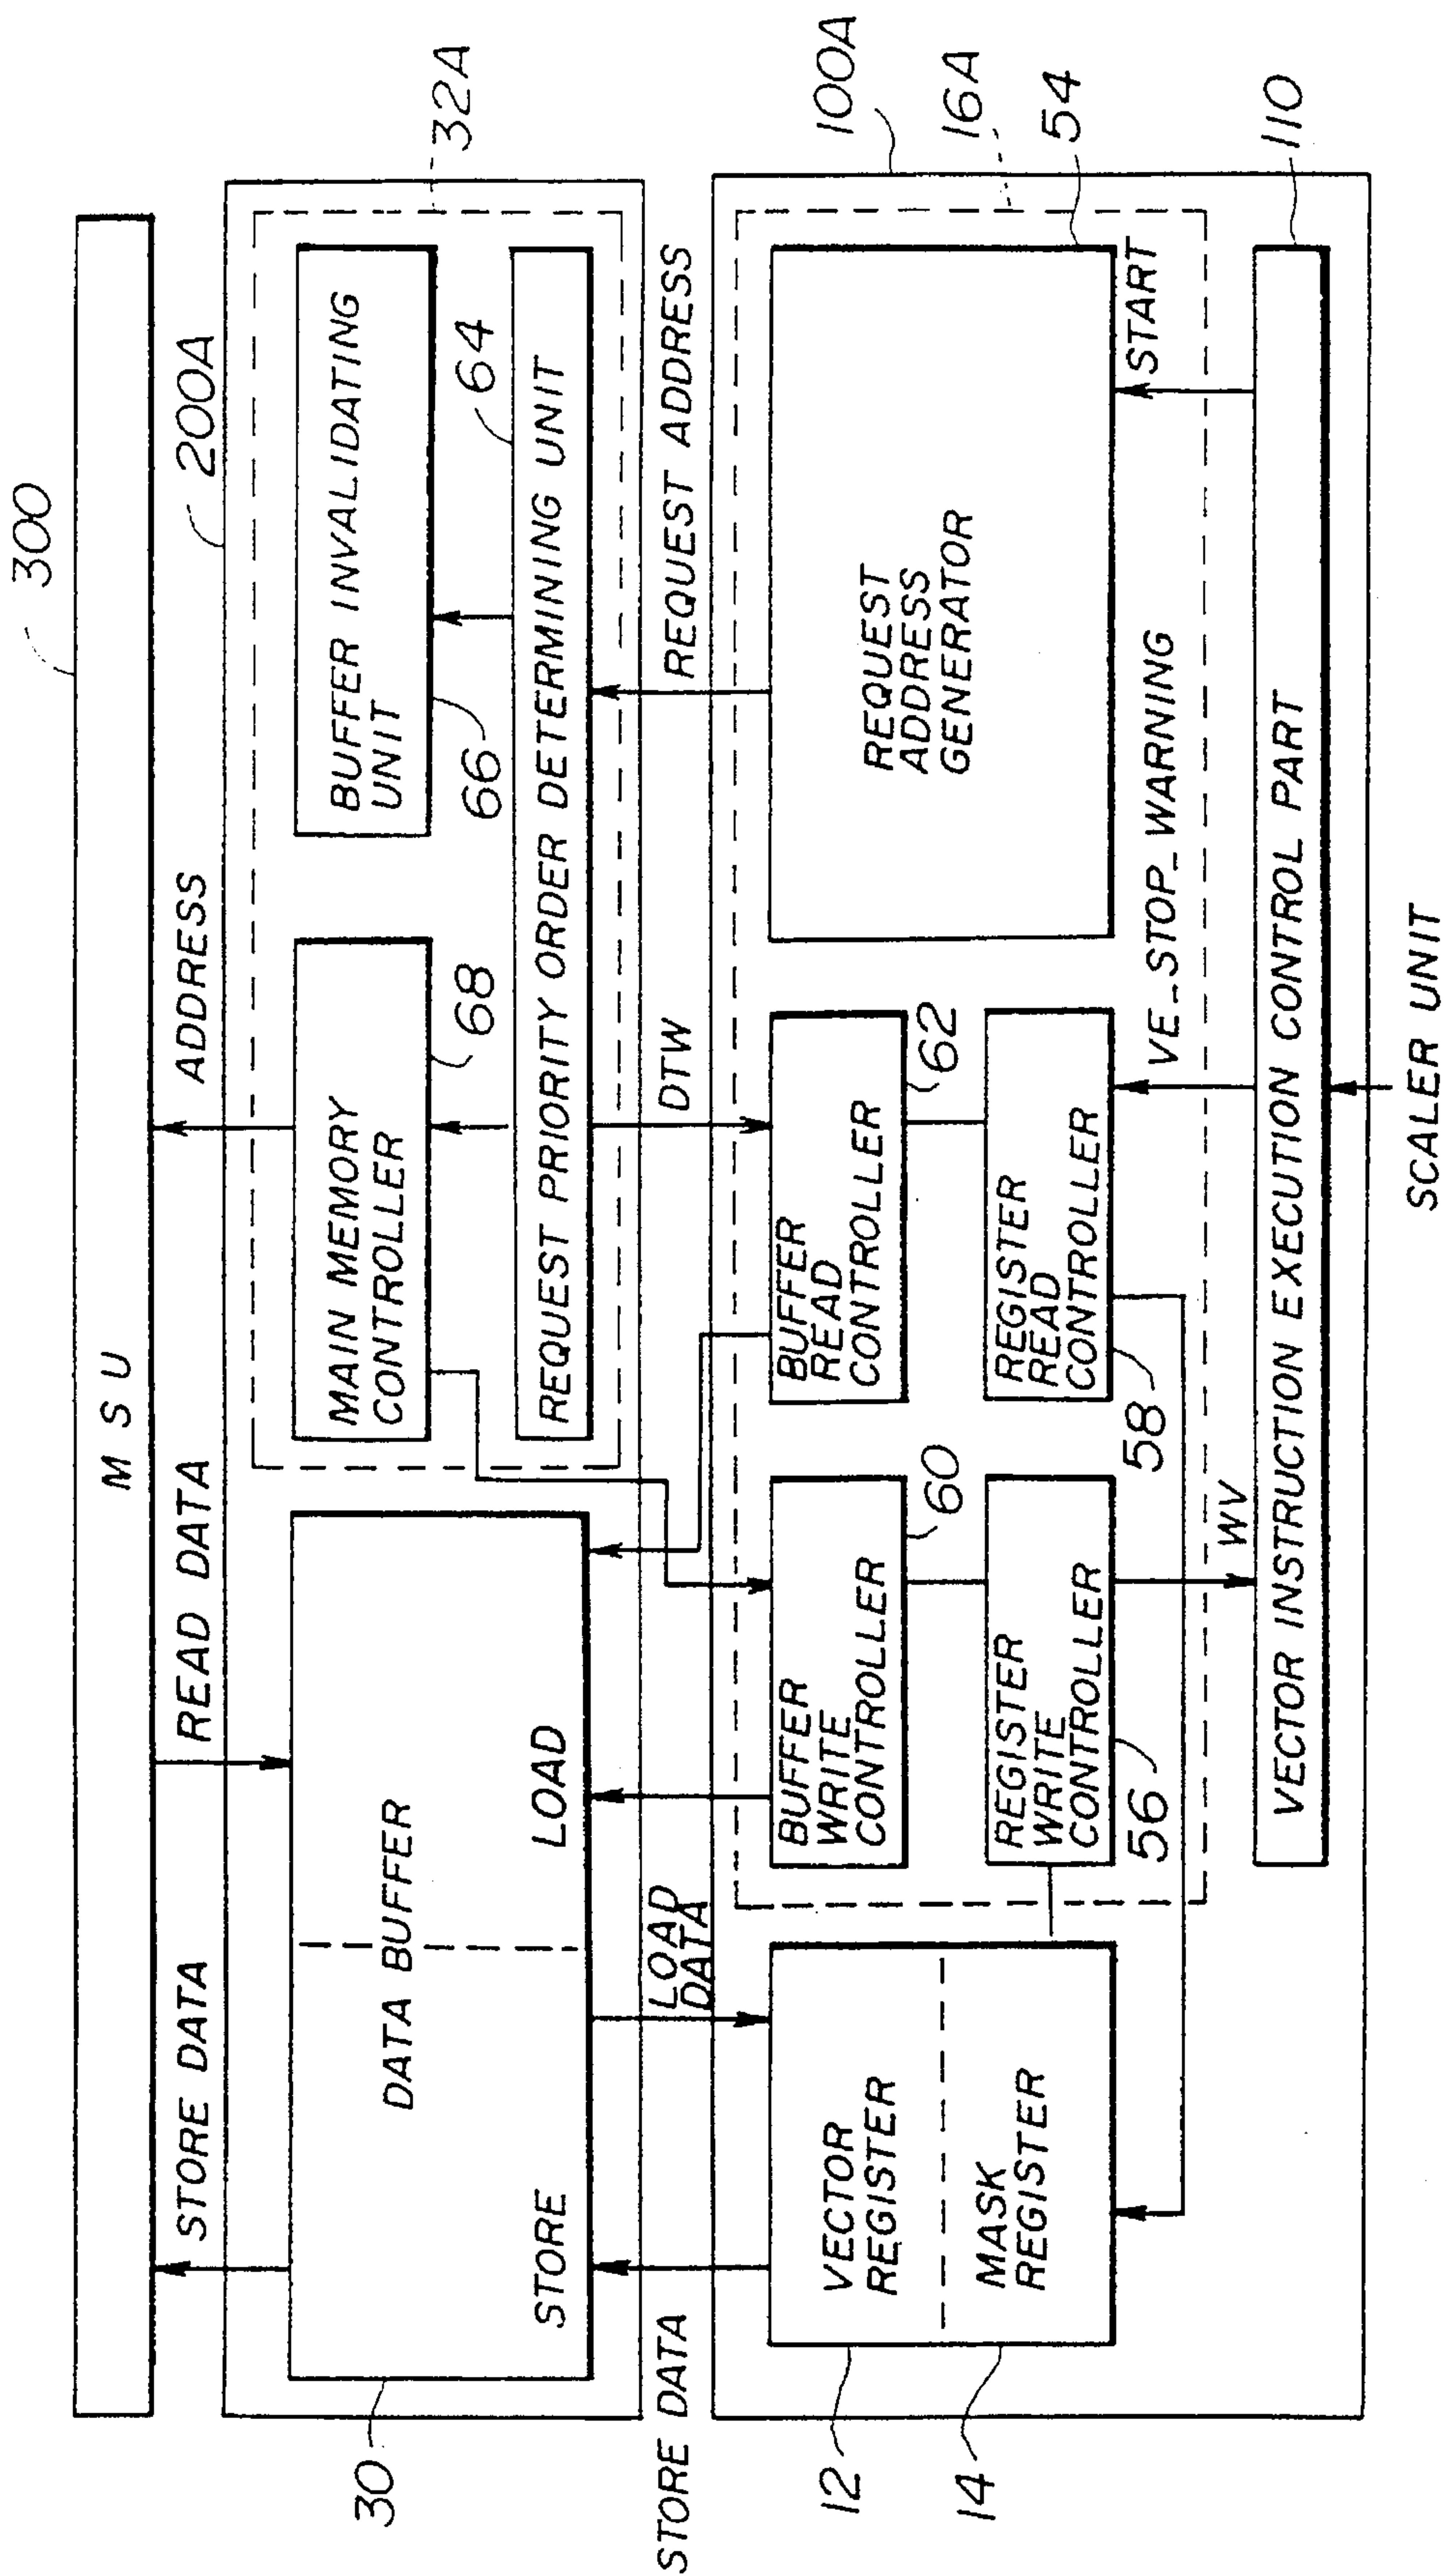 300
M S U
STORE DATA
READ DATA
ADDRESS
200A
32A
30
DATA BUFFER
STORE
LOAD
MAIN MEMORY
CONTROLLER
68
BUFFER INVALIDATING
UNIT
66
64
REQUEST PRIORITY ORDER DETERMINING UNIT
STORE DATA
LOAD
DATA
DTW
REQUEST ADDRESS
100A
16A
54
12
VECTOR
REGISTER
14
MASK
REGISTER
BUFFER
WRITE
CONTROLLER
60
REGISTER
WRITE
CONTROLLER
56
BUFFER
READ
CONTROLLER
62
REGISTER
READ
CONTROLLER
58
REQUEST
ADDRESS
GENERATOR
WV
VE_STOP_WARNING
START
110
VECTOR INSTRUCTION EXECUTION CONTROL PART
SCALER UNIT